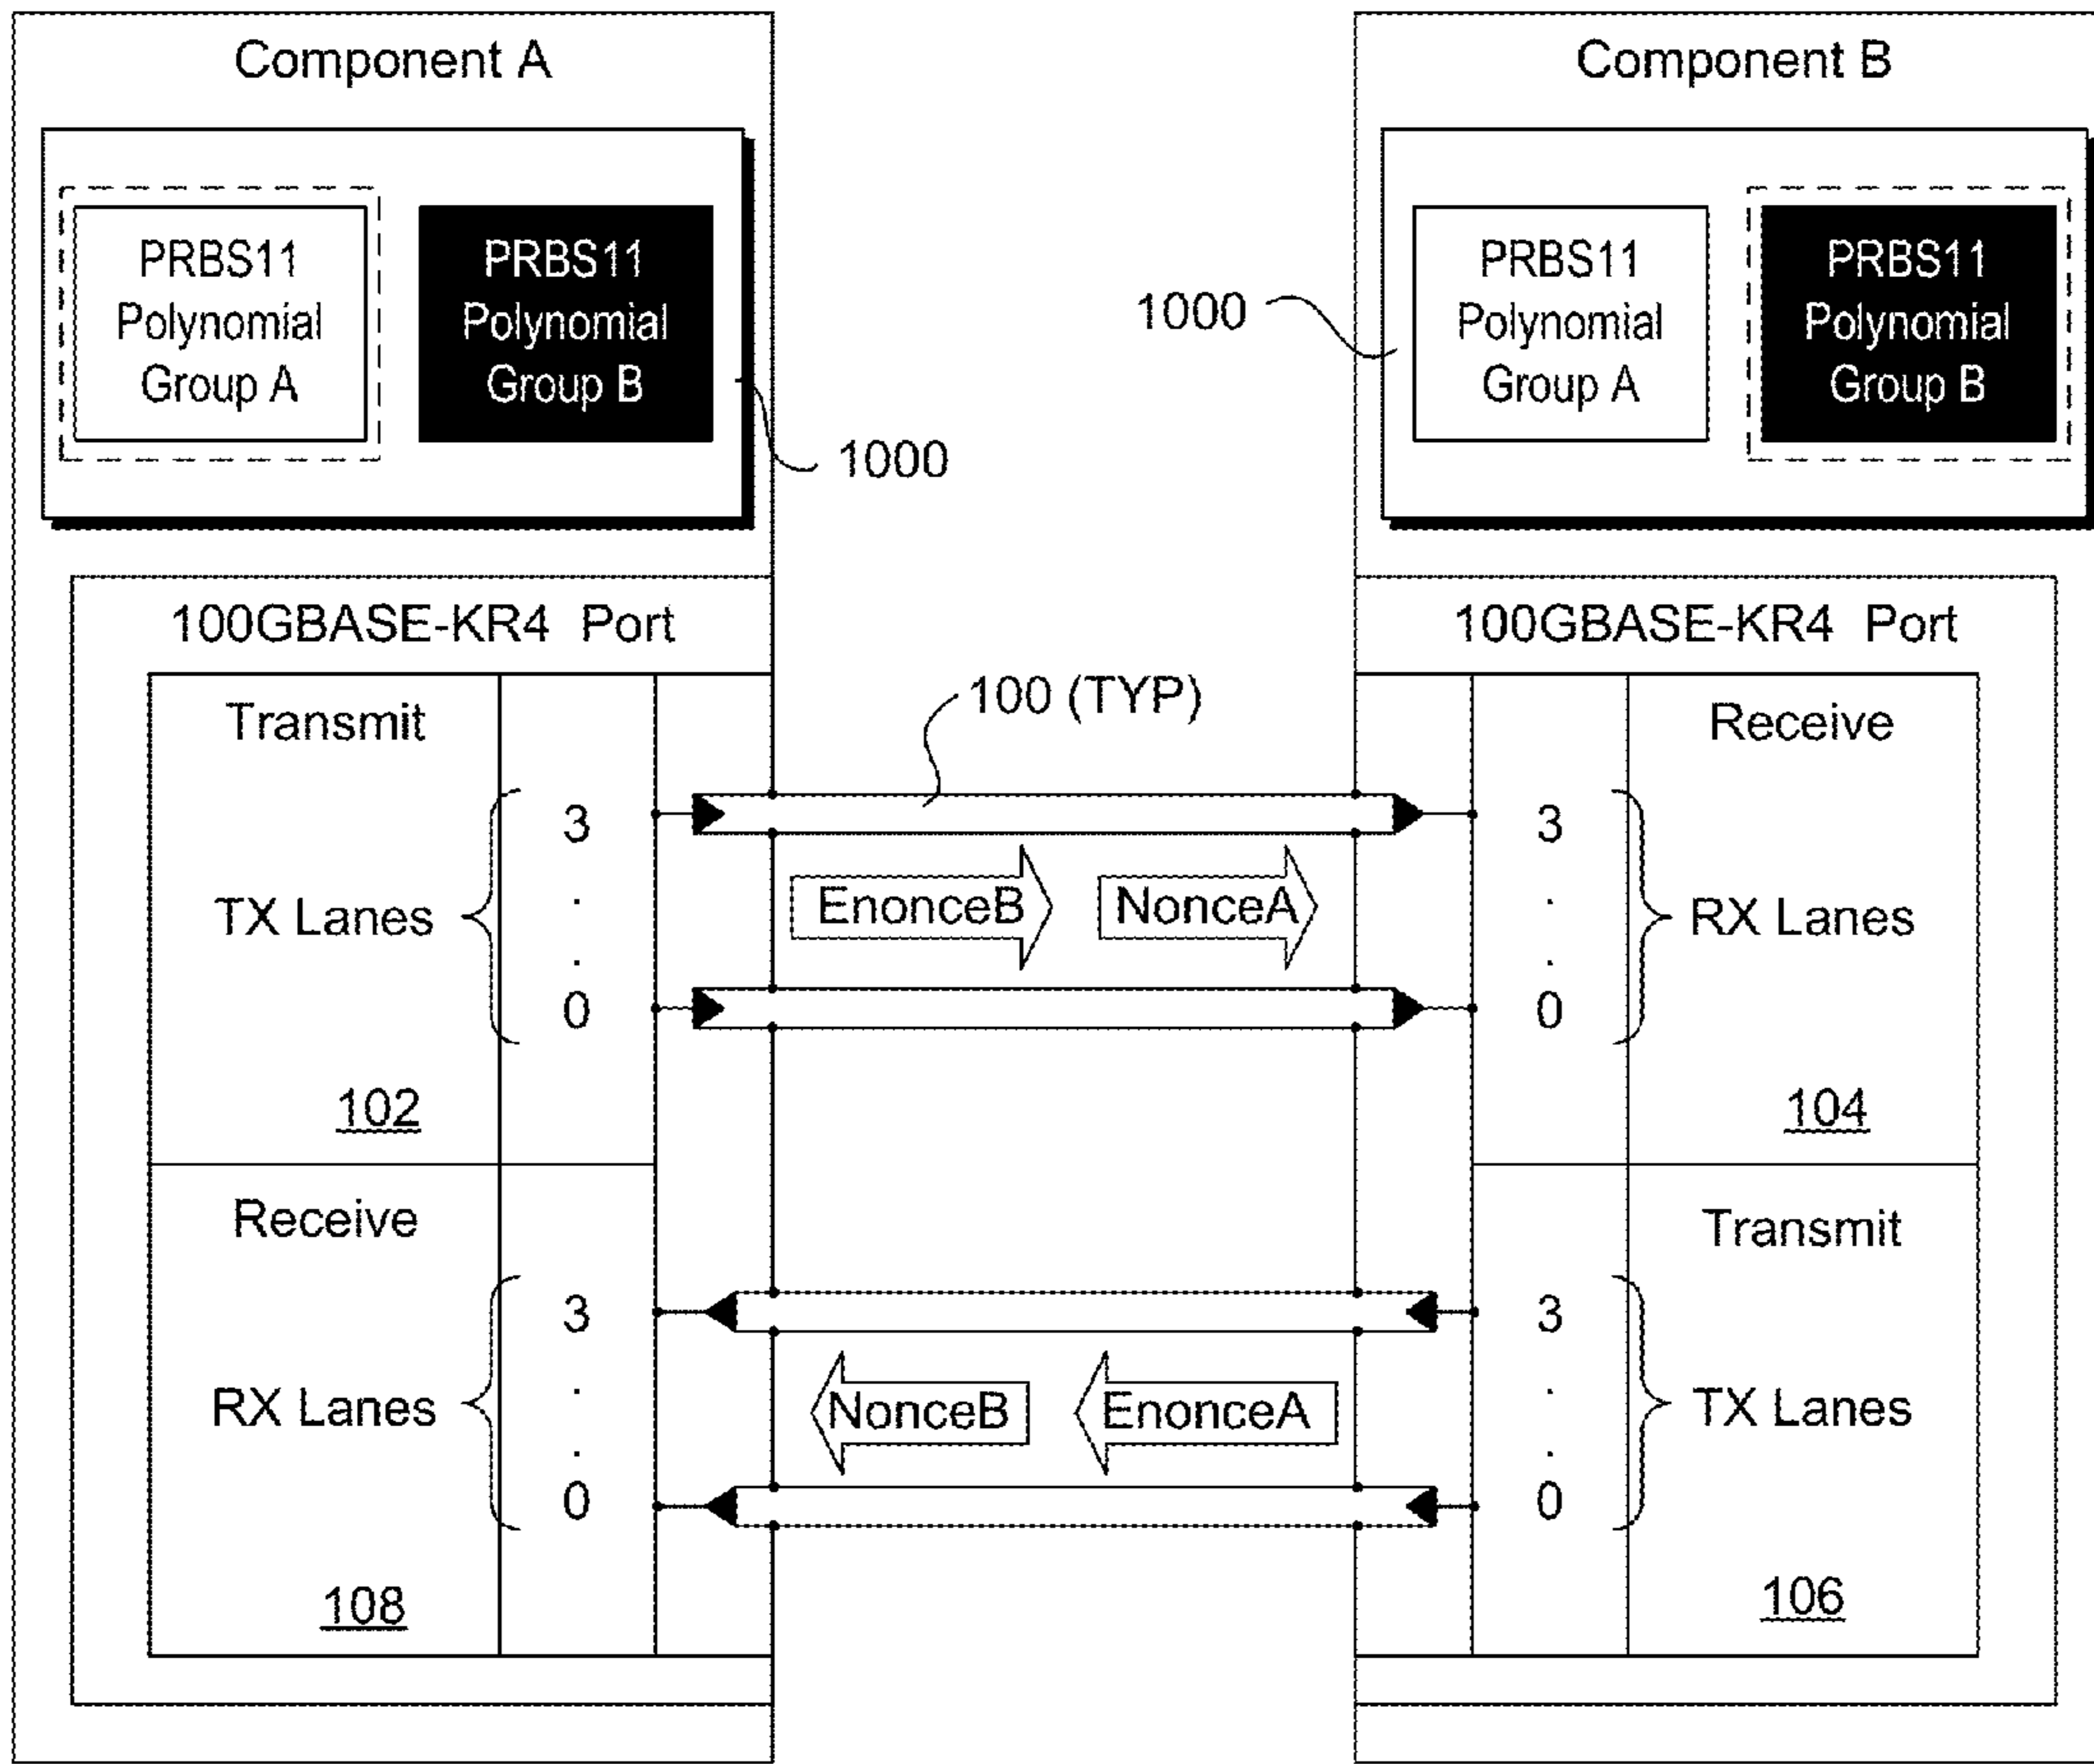 Component A
PRBS11
Polynomial
Group A
PRBS11
Polynomial
Group B
1000
Component B
1000
PRBS11
Polynomial
Group A
PRBS11
Polynomial
Group B
100GBASE-KR4 Port
100GBASE-KR4 Port
Transmit
TX Lanes
3
.
.
0
102
100 (TYP)
EnonceB
NonceA
Receive
3
.
.
0
RX Lanes
104
Receive
RX Lanes
3
.
.
0
108
NonceB
EnonceA
Transmit
3
.
.
0
TX Lanes
106